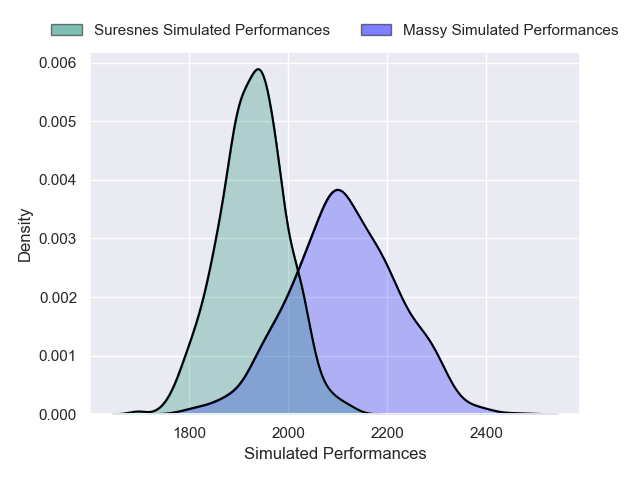 Suresnes Simulated Performances Massy Simulated Performances
0.006
0.005
0.004
0.003
0.002
0.001
0.000
Density
1800 2000 2200 2400
Simulated Performances